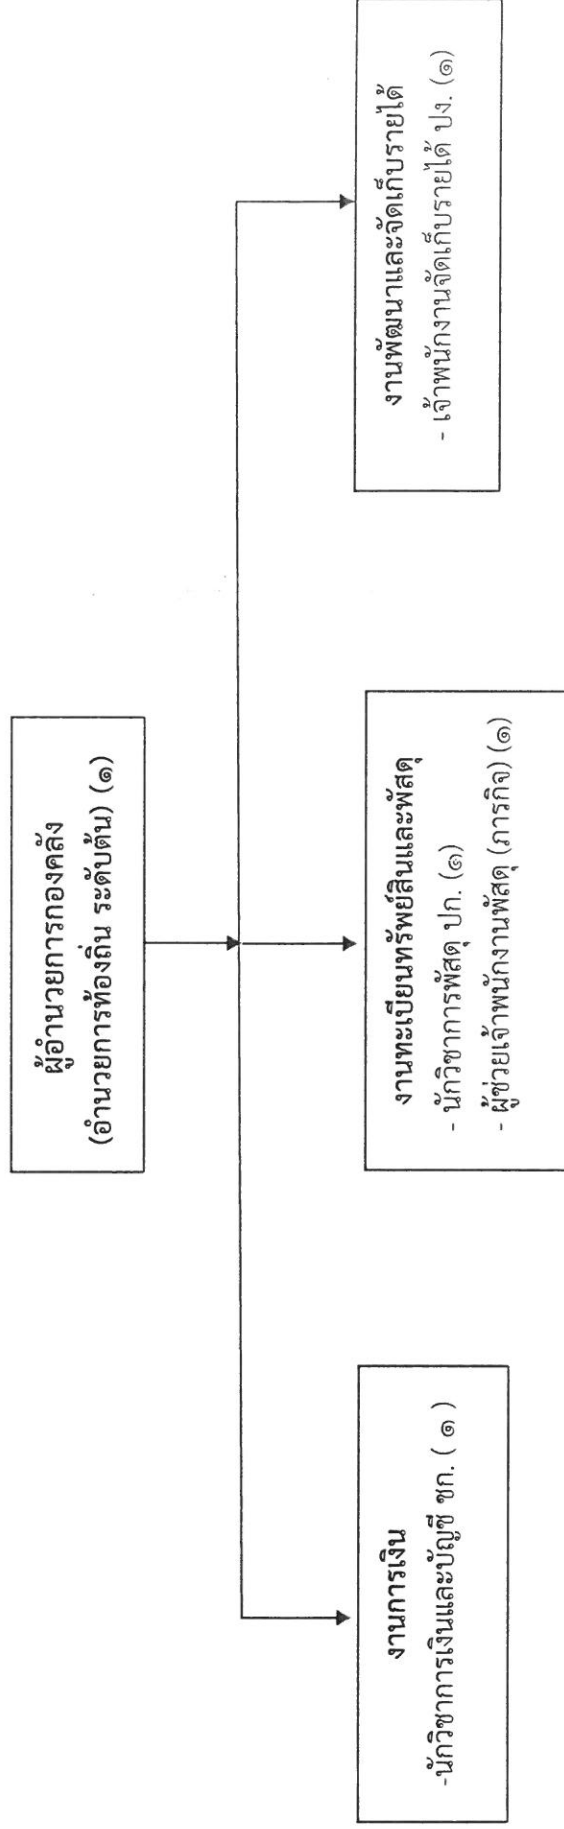 ผู้อำนวยการกองคลัง
(อำนวยการท้องถิ่น ระดับต้น) (๑)
งานการเงิน
-นักวิชาการเงินและบัญชี ชก. ( ๑ )
งานทะเบียนทรัพย์สินและพัสดุ
- นักวิชาการพัสดุ ปก. (๑)
- ผู้ช่วยเจ้าพนักงานพัสดุ (ภารกิจ) (๑)
งานพัฒนาและจัดเก็บรายได้
- เจ้าพนักงานจัดเก็บรายได้ ปง. (๑)